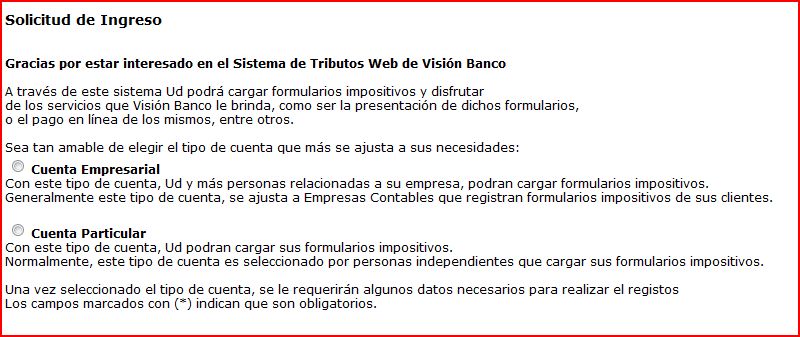 Solicitud de Ingreso
Gracias por estar interesado en el Sistema de Tributos Web de Visión Banco
A través de este sistema Ud podrá cargar formularios impositivos y disfrutar
de los servicios que Visión Banco le brinda, como ser la presentación de dichos formularios,
o el pago en línea de los mismos, entre otros.
Sea tan amable de elegir el tipo de cuenta que más se ajusta a sus necesidades:
Cuenta Empresarial
Con este tipo de cuenta, Ud y más personas relacionadas a su empresa, podran cargar formularios impositivos.
Generalmente este tipo de cuenta, se ajusta a Empresas Contables que registran formularios impositivos de sus clientes.
Cuenta Particular
Con este tipo de cuenta, Ud podran cargar sus formularios impositivos.
Normalmente, este tipo de cuenta es seleccionado por personas independientes que cargar sus formularios impositivos.
Una vez seleccionado el tipo de cuenta, se le requerirán algunos datos necesarios para realizar el registos
Los campos marcados con (*) indican que son obligatorios.